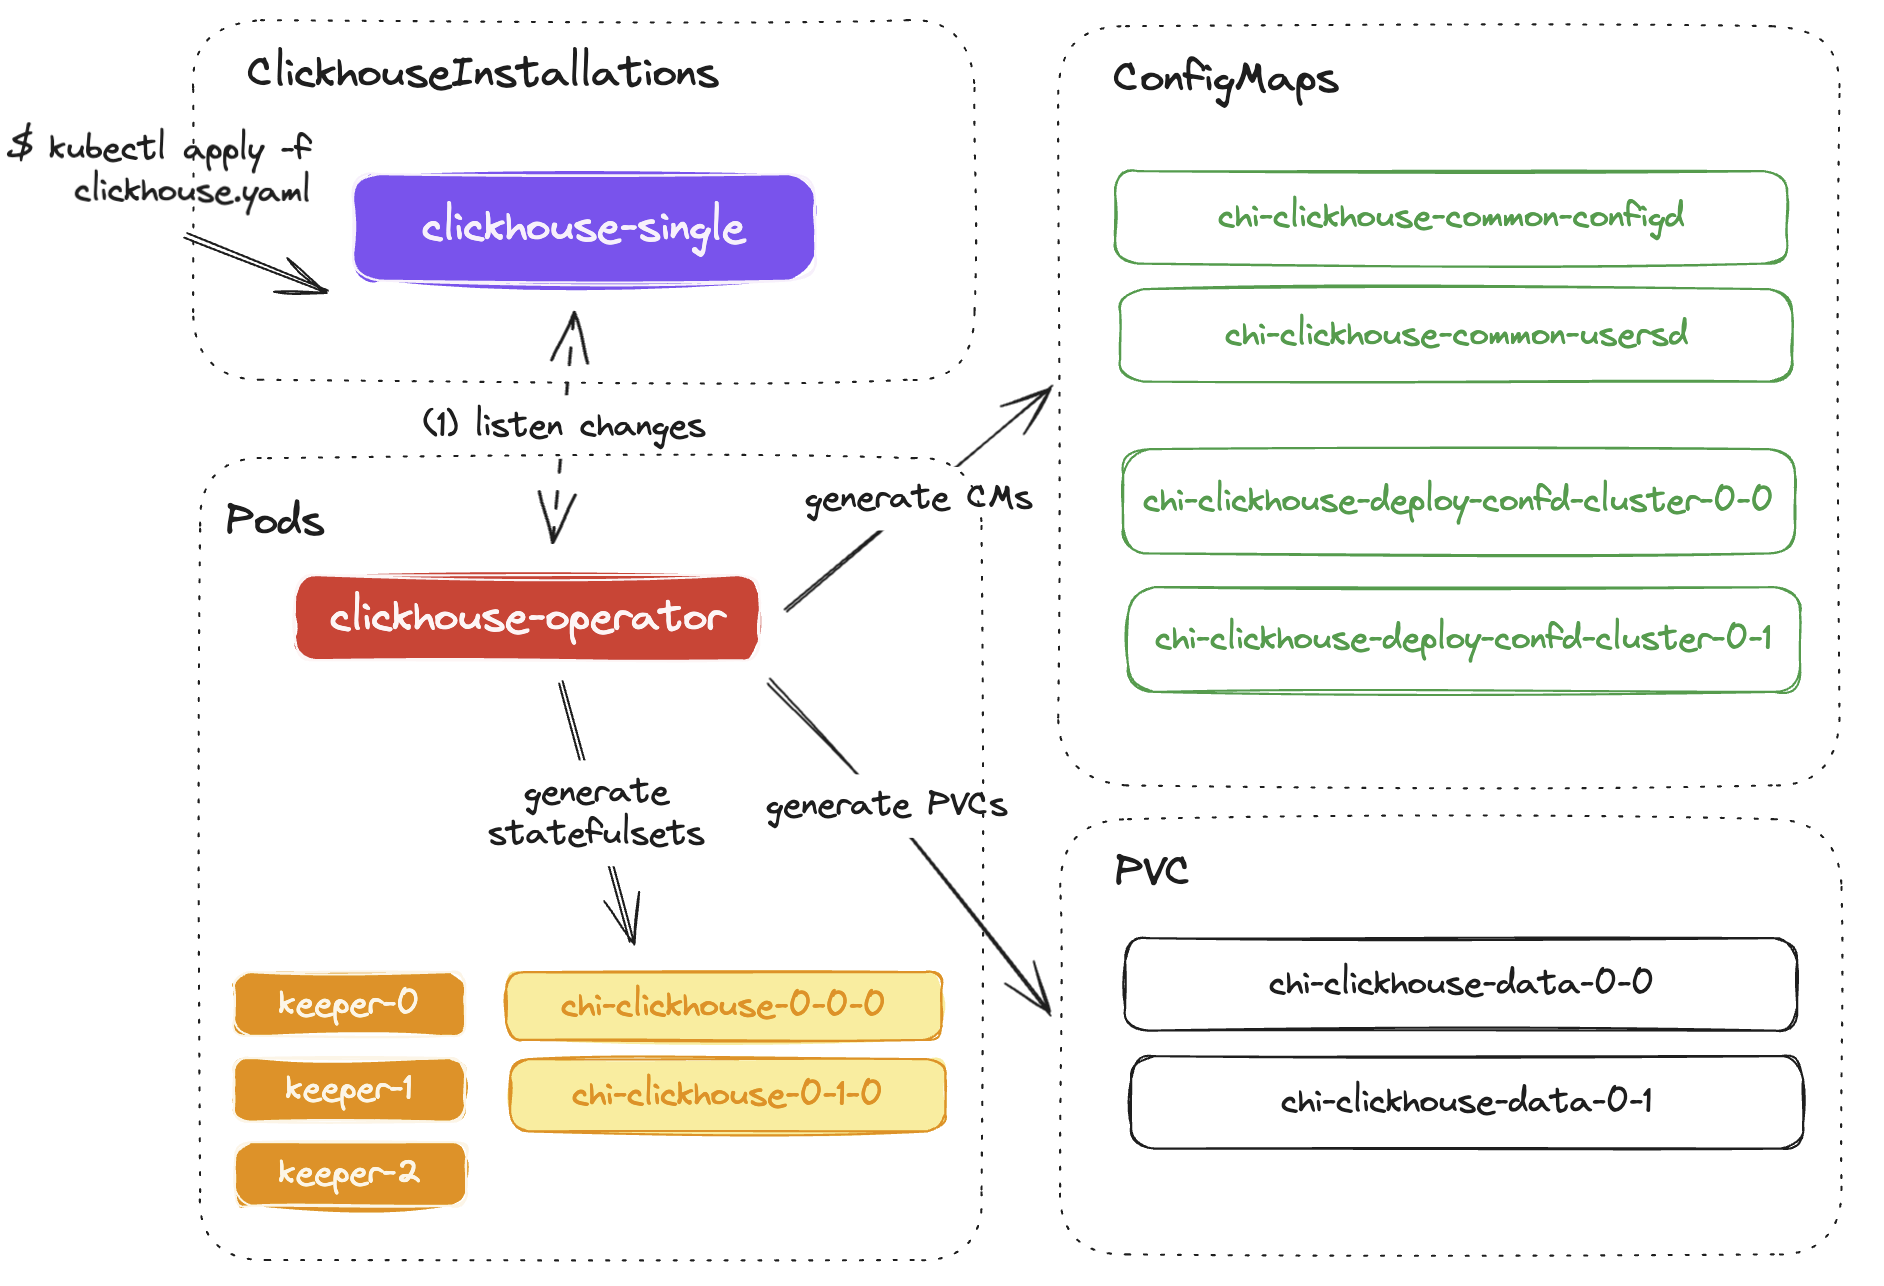 ClickhouseInstallations
$ kubectl apply -f
clickhouse.yaml
clickhouse-single
(1) listen changes
Pods
clickhouse-operator
generate CMs
generate
statefulsets
generate PVCs
keeper-0
keeper-1
keeper-2
chi-clickhouse-0-0-0
chi-clickhouse-0-1-0
ConfigMaps
chi-clickhouse-common-configd
chi-clickhouse-common-usersd
chi-clickhouse-deploy-confd-cluster-0-0
chi-clickhouse-deploy-confd-cluster-0-1
PVC
chi-clickhouse-data-0-0
chi-clickhouse-data-0-1